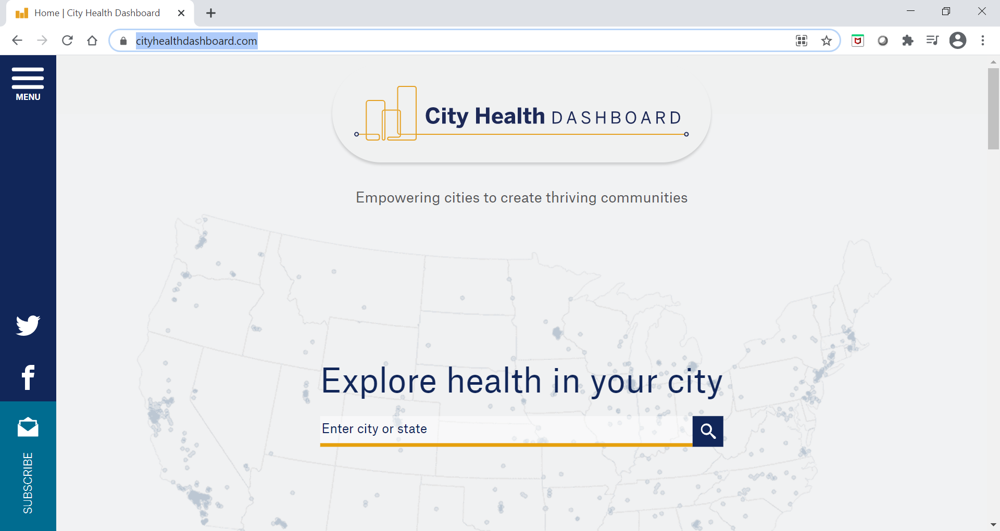 Home | City Health Dashboard
cityhealthdashboard.com
MENU
City Health DASHBOARD
Empowering cities to create thriving communities
Explore health in your city
Enter city or state
SUBSCRIBE